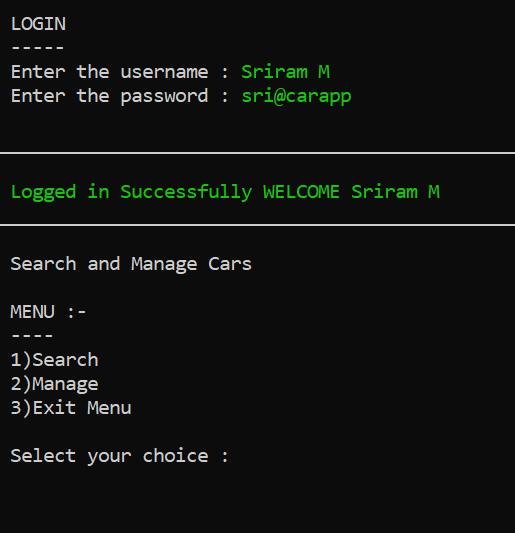 LOGIN
-----
Enter the username : Sriram M
Enter the password : sri@carapp
Logged in Successfully WELCOME Sriram M
Search and Manage Cars
MENU :-
----
1)Search
2)Manage
3)Exit Menu
Select your choice :